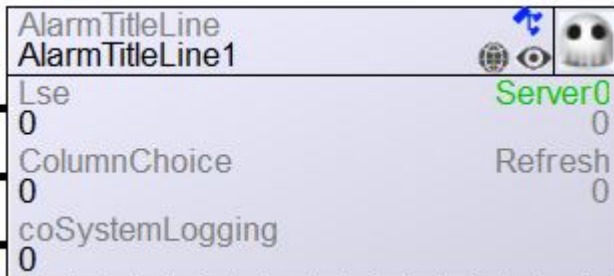 AlarmTitleLine
AlarmTitleLine1
Lse Server0
0 0
ColumnChoice Refresh
0 0
coSystemLogging
0